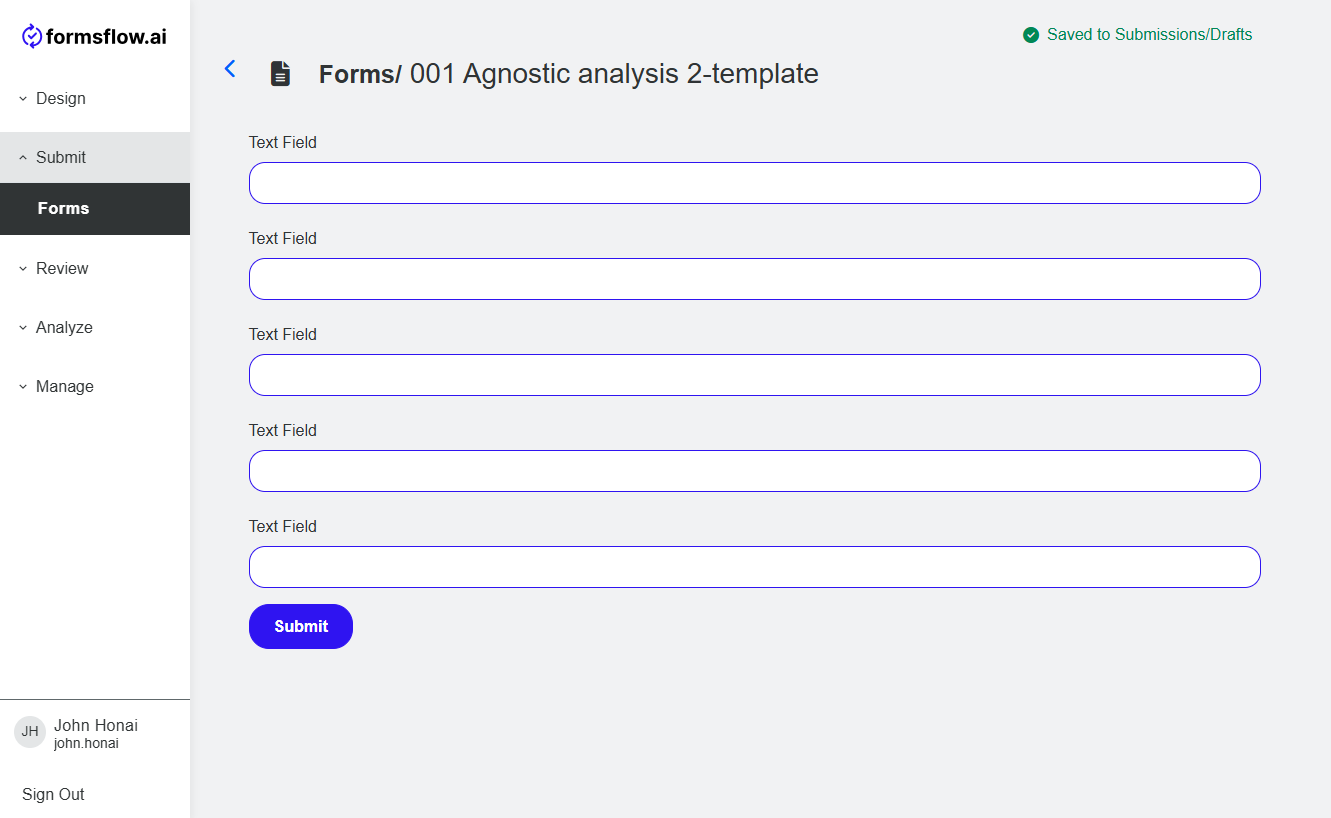 formsflow.ai
Design
Submit
Forms
Review
Analyze
Manage
JH
John Honai
john.honai
Sign Out
Saved to Submissions/Drafts
Forms/ 001 Agnostic analysis 2-template
Text Field
Text Field
Text Field
Text Field
Text Field
Submit